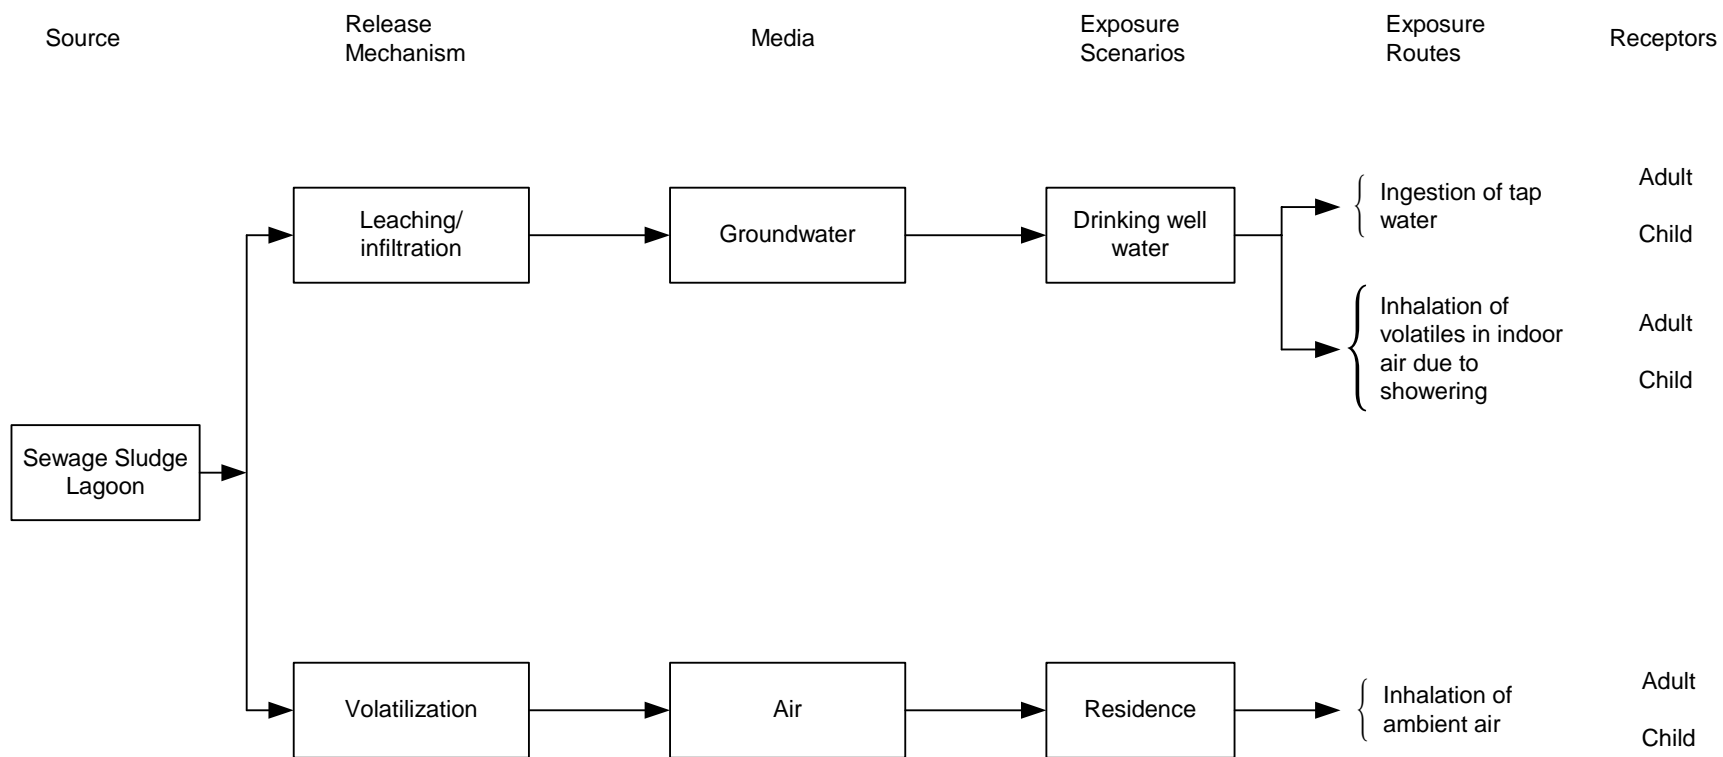 Source
Release
Mechanism
Media
Exposure
Scenarios
Exposure
Routes
Receptors
Leaching/
infiltration
Groundwater
Drinking well
water
Ingestion of tap
water
Adult
Child
Inhalation of
volatiles in indoor
air due to
showering
Adult
Child
Sewage Sludge
Lagoon
Volatilization
Air
Residence
Inhalation of
ambient air
Adult
Child